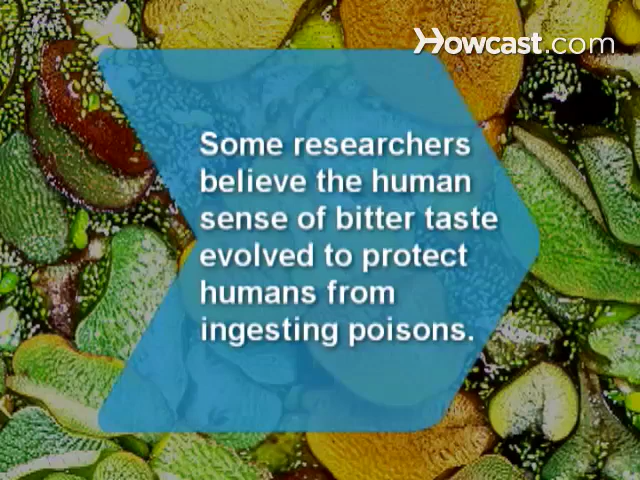 Howcast.com
Some researchers
believe the human
sense of bitter taste
evolved to protect
humans from
ingesting poisons.